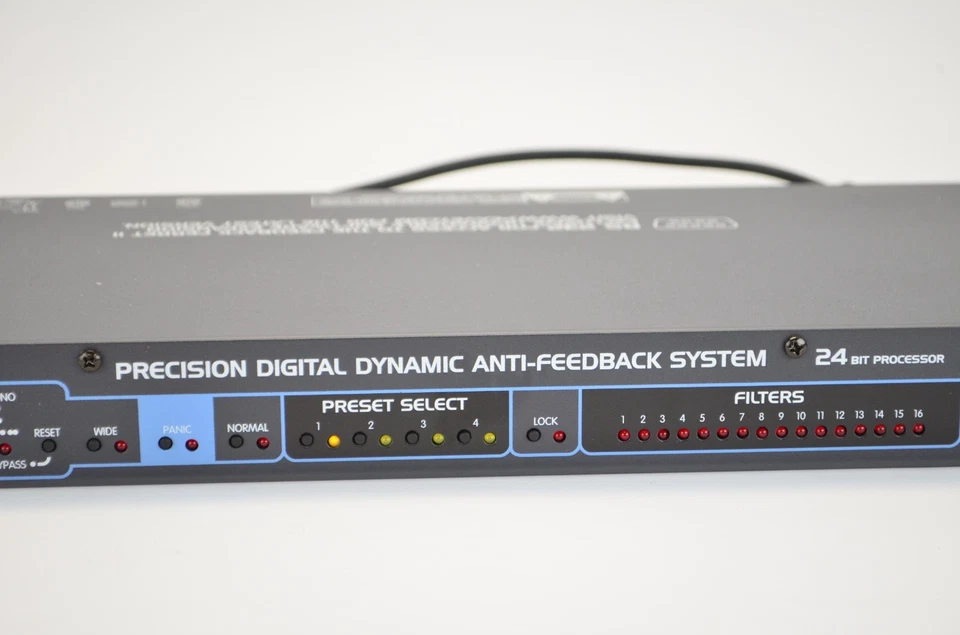 PRECISION DIGITAL DYNAMIC ANTI-FEEDBACK SYSTEM
24 BIT PROCESSOR
RESET
WIDE
PANIC
NORMAL
PRESET SELECT
1 2 3 4
LOCK
FILTERS
1 2 3 4 5 6 7 8 9 10 11 12 13 14 15 16